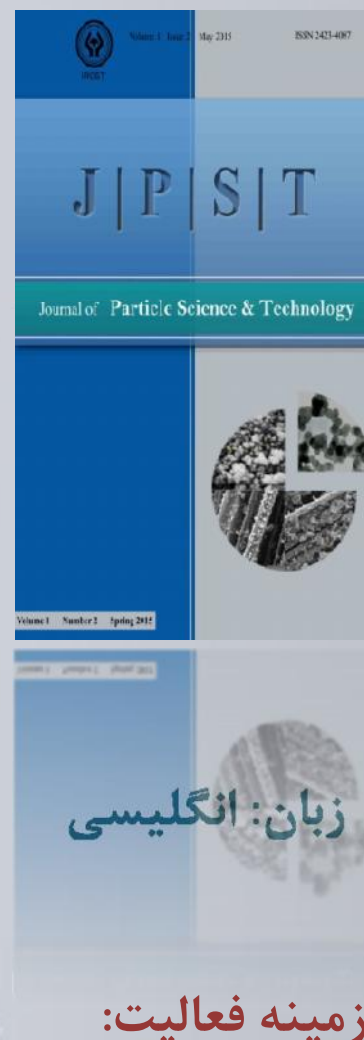 Volume 1 Issue 2 May 2015 ISSN 2423-4087
IROST
J|P|S|T
Journal of Particle Science & Technology
Volume 1 Number 2 Spring 2015
زبان: انگلیسی
زمینه فعالیت: